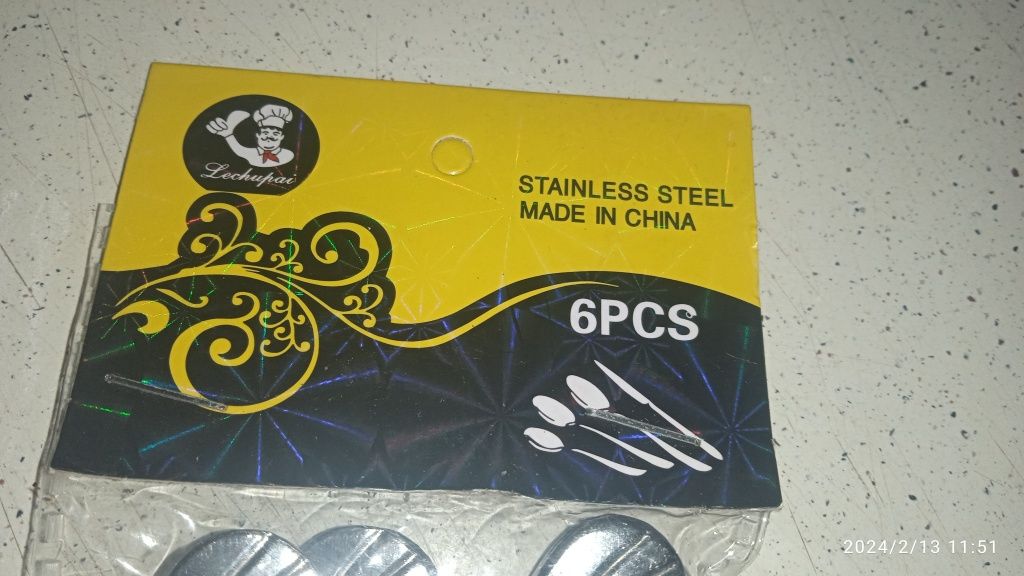 Lechupai
STAINLESS STEEL
MADE IN CHINA
6PCS
2024/2/13 11:51